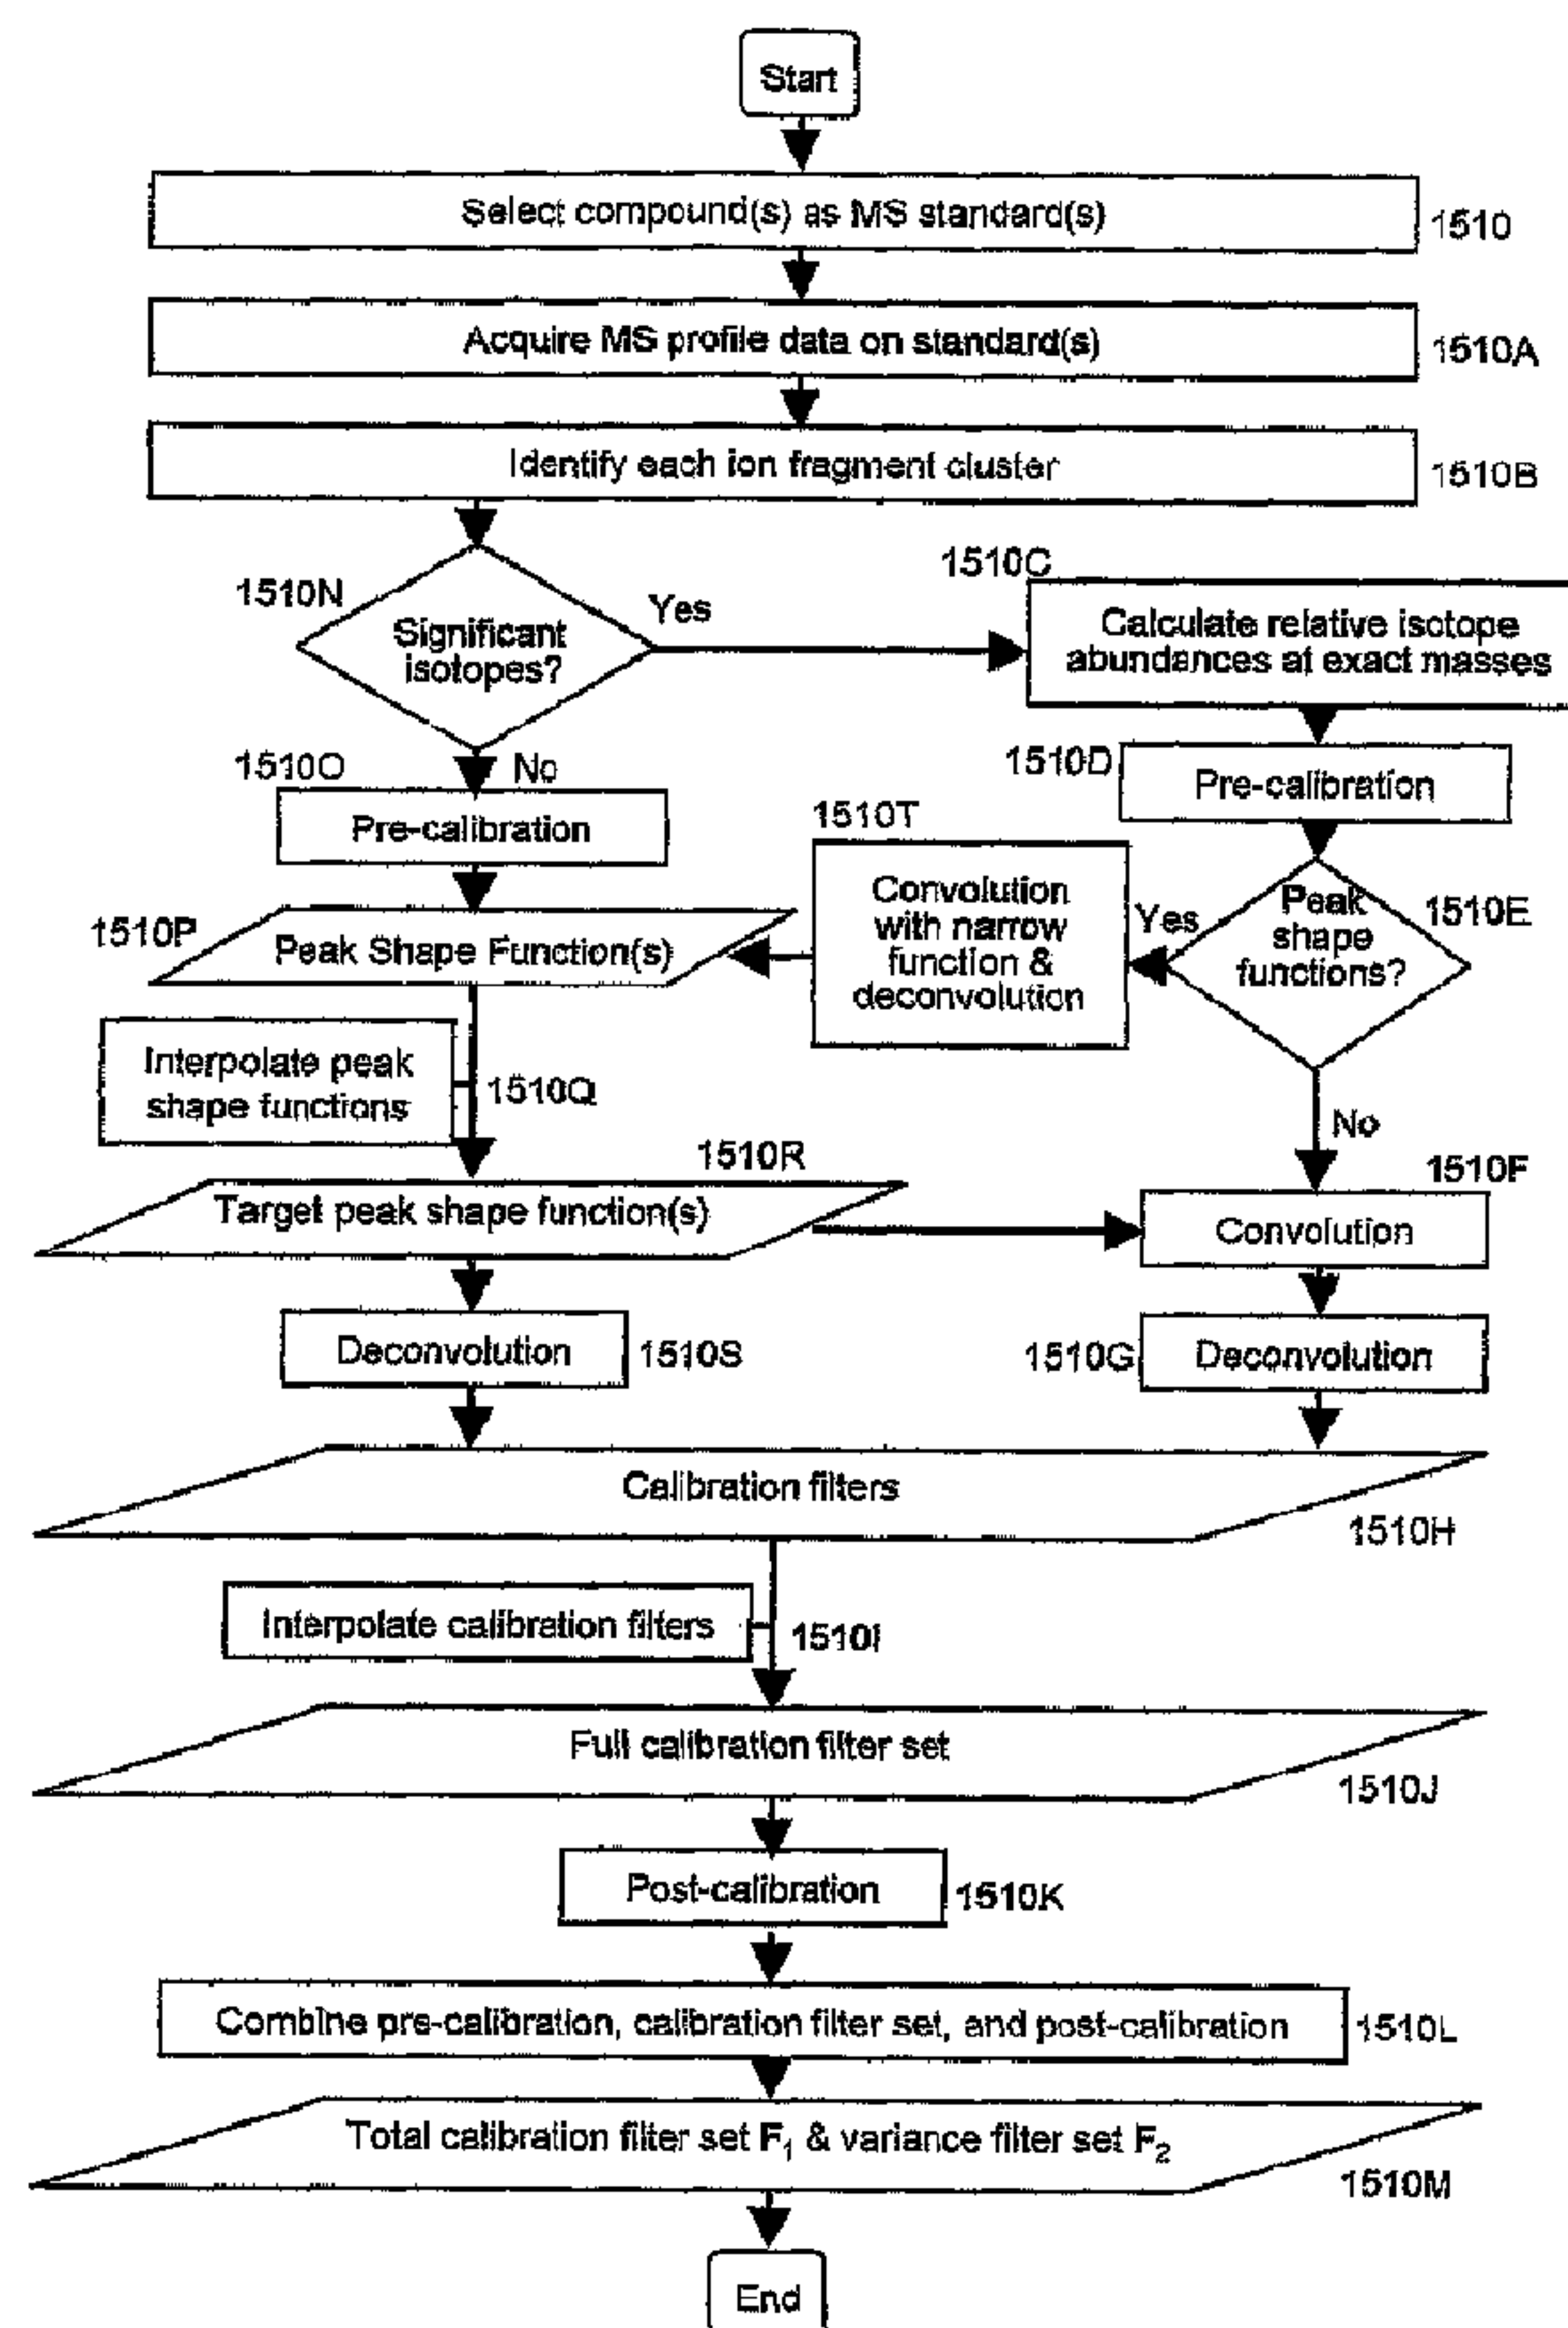 Start
Select compound(s) as MS standard(s)
1510
Acquire MS profile data on standard(s)
1510A
Identify each ion fragment cluster
1510B
1510N
Significant
isotopes?
Yes
1510C
Calculate relative isotope
abundances at exact masses
1510O
No
Pre-calibration
1510D
Pre-calibration
1510T
Convolution
with narrow
function &
deconvolution
Yes
Peak
shape
functions?
1510E
1510P
Peak Shape Function(s)
Interpolate peak
shape functions
1510Q
No
1510R
Target peak shape function(s)
1510F
Convolution
Deconvolution
1510S
1510G
Deconvolution
Calibration filters
1510H
Interpolate calibration filters
1510I
Full calibration filter set
1510J
Post-calibration
1510K
Combine pre-calibration, calibration filter set, and post-calibration
1510L
Total calibration filter set F1 & variance filter set F2
1510M
End